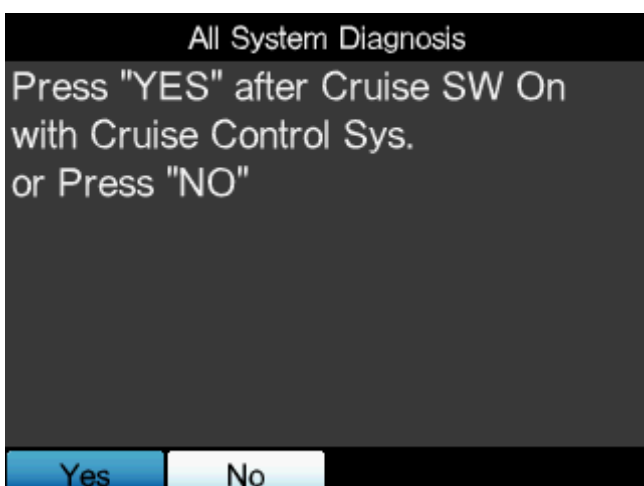 All System Diagnosis
Press "YES" after Cruise SW On
with Cruise Control Sys.
or Press "NO"
Yes
No